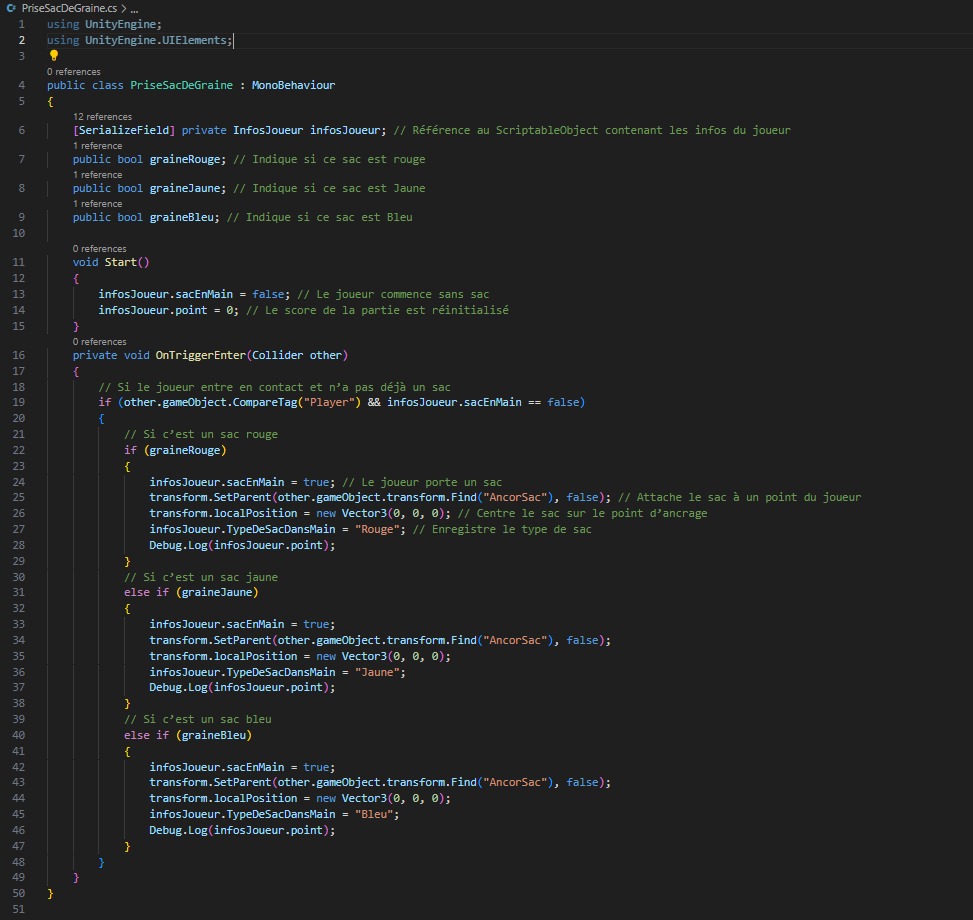 PriseSacDeGraine.cs > ...
1 using UnityEngine;
2 using UnityEngine.UIElements;
3
0 references
4 public class PriseSacDeGraine : MonoBehaviour
5 {
12 references
6 [SerializeField] private InfosJoueur infosJoueur; // Référence au ScriptableObject contenant les infos du joueur
1 reference
7 public bool graineRouge; // Indique si ce sac est rouge
1 reference
8 public bool graineJaune; // Indique si ce sac est Jaune
1 reference
9 public bool graineBleu; // Indique si ce sac est Bleu
10
0 references
11 void Start()
12 {
13 infosJoueur.sacEnMain = false; // Le joueur commence sans sac
14 infosJoueur.point = 0; // Le score de la partie est réinitialisé
15 }
0 references
16 private void OnTriggerEnter(Collider other)
17 {
18 // Si le joueur entre en contact et n’a pas déjà un sac
19 if (other.gameObject.CompareTag("Player") && infosJoueur.sacEnMain == false)
20 {
21 // Si c’est un sac rouge
22 if (graineRouge)
23 {
24 infosJoueur.sacEnMain = true; // Le joueur porte un sac
25 transform.SetParent(other.gameObject.transform.Find("AncorSac"), false); // Attache le sac à un point du joueur
26 transform.localPosition = new Vector3(0, 0, 0); // Centre le sac sur le point d’ancrage
27 infosJoueur.TypeDeSacDansMain = "Rouge"; // Enregistre le type de sac
28 Debug.Log(infosJoueur.point);
29 }
30 // Si c’est un sac jaune
31 else if (graineJaune)
32 {
33 infosJoueur.sacEnMain = true;
34 transform.SetParent(other.gameObject.transform.Find("AncorSac"), false);
35 transform.localPosition = new Vector3(0, 0, 0);
36 infosJoueur.TypeDeSacDansMain = "Jaune";
37 Debug.Log(infosJoueur.point);
38 }
39 // Si c’est un sac bleu
40 else if (graineBleu)
41 {
42 infosJoueur.sacEnMain = true;
43 transform.SetParent(other.gameObject.transform.Find("AncorSac"), false);
44 transform.localPosition = new Vector3(0, 0, 0);
45 infosJoueur.TypeDeSacDansMain = "Bleu";
46 Debug.Log(infosJoueur.point);
47 }
48 }
49 }
50 }
51